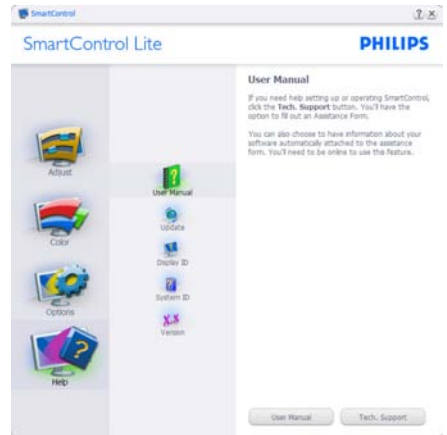 SmartControl
SmartControl Lite
PHILIPS
Adjust
Color
Options
Help
User Manual
Update
Display ID
System ID
Version
User Manual
If you need help setting up or operating SmartControl,
click the Tech. Support button. You'll have the
option to fill out an Assistance Form.
You can also choose to have information about your
software automatically attached to the assistance
form. You'll need to be online to use this feature.
User Manual
Tech. Support